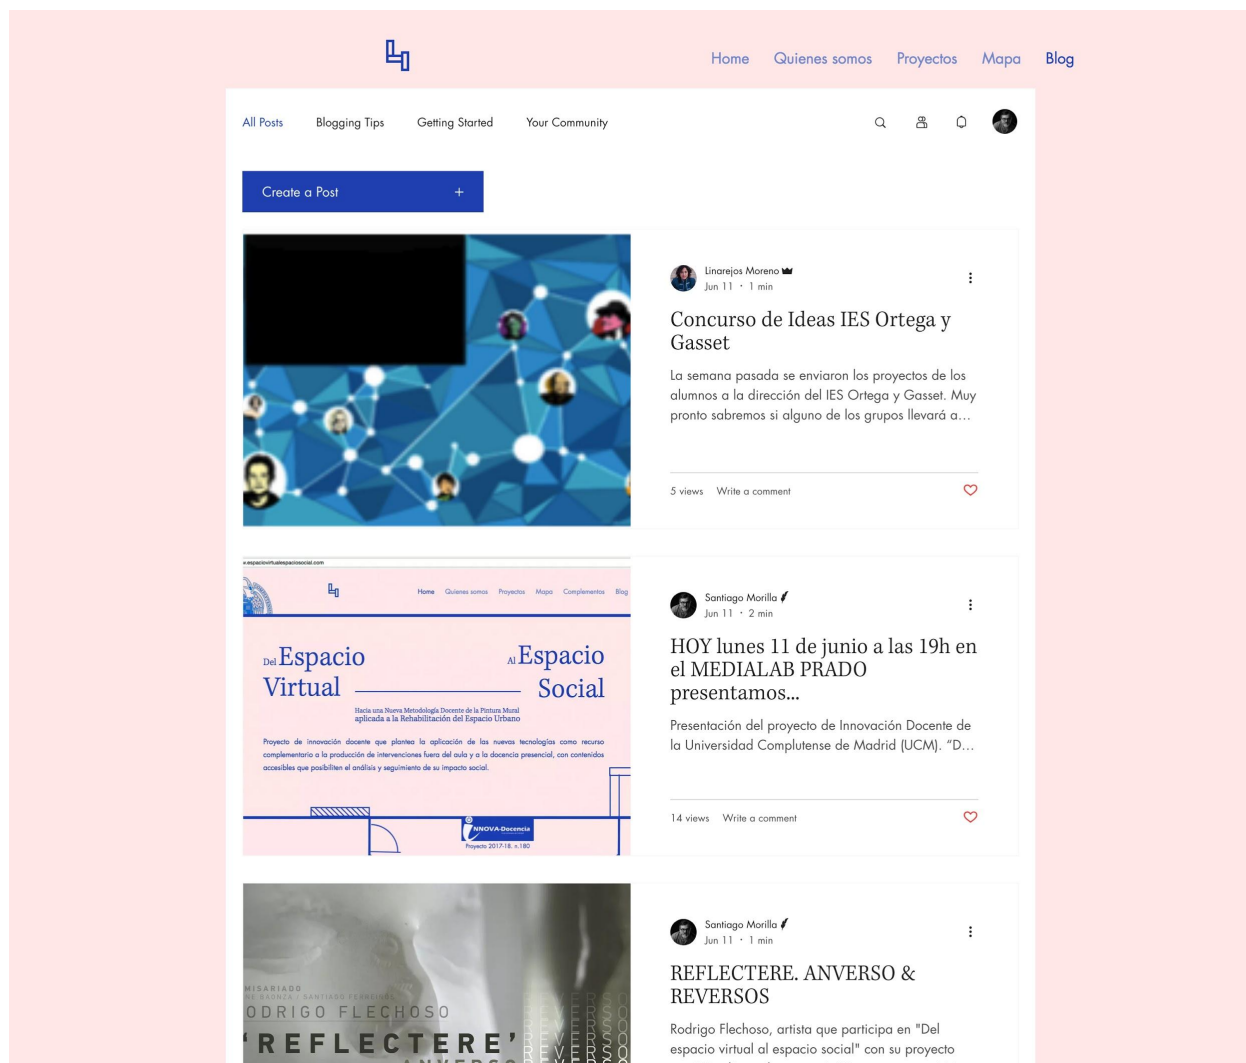 Home Quienes somos Proyectos Mapa Blog
All Posts Blogging Tips Getting Started Your Community
Create a Post +
Linarejos Moreno
Jun 11 · 1 min
Concurso de Ideas IES Ortega y
Gasset
La semana pasada se enviaron los proyectos de los
alumnos a la dirección del IES Ortega y Gasset. Muy
pronto sabremos si alguno de los grupos llevará a...
5 views Write a comment
espaciovirtualespaciosocial.com
Home Quienes somos Proyectos Mapa Complementos Blog
Del Espacio
Virtual
Al Espacio
Social
Hacia una Nueva Metodología Docente de la Pintura Mural
aplicada a la Rehabilitación del Espacio Urbano
Proyecto de innovación docente que plantea la aplicación de las nuevas tecnologías como recurso
complementario a la producción de intervenciones fuera del aula y a la docencia presencial, con contenidos
accesibles que posibiliten el análisis y seguimiento de su impacto social.
INNOVA-Docencia
Proyecto 2017-18. n.180
Santiago Morilla
Jun 11 · 2 min
HOY lunes 11 de junio a las 19h en
el MEDIALAB PRADO
presentamos...
Presentación del proyecto de Innovación Docente de
la Universidad Complutense de Madrid (UCM). “D...
14 views Write a comment
MISARIADO
NE BAONZA / SANTIAGO FERREIRO
ODRIGO FLECHOSO
'REFLECTERE'
ANVERSO
REVERSO
Santiago Morilla
Jun 11 · 1 min
REFLECTERE. ANVERSO &
REVERSOS
Rodrigo Flechoso, artista que participa en "Del
espacio virtual al espacio social" con su proyecto